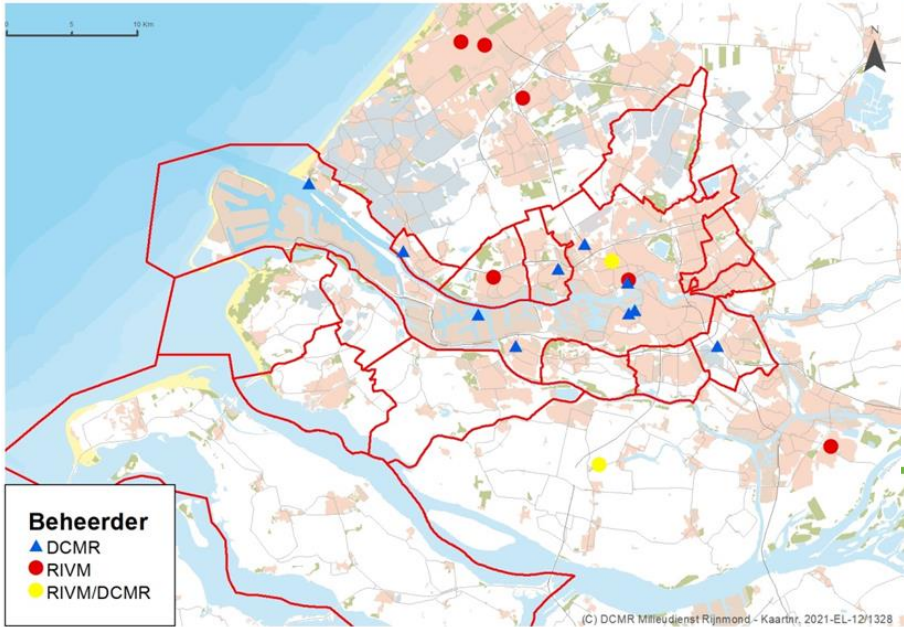 0 5 10 Km
N
Beheerder
DCMR
RIVM
RIVM/DCMR
(C) DCMR Milieudienst Rijnmond - Kaartnr. 2021-EL-12/1328